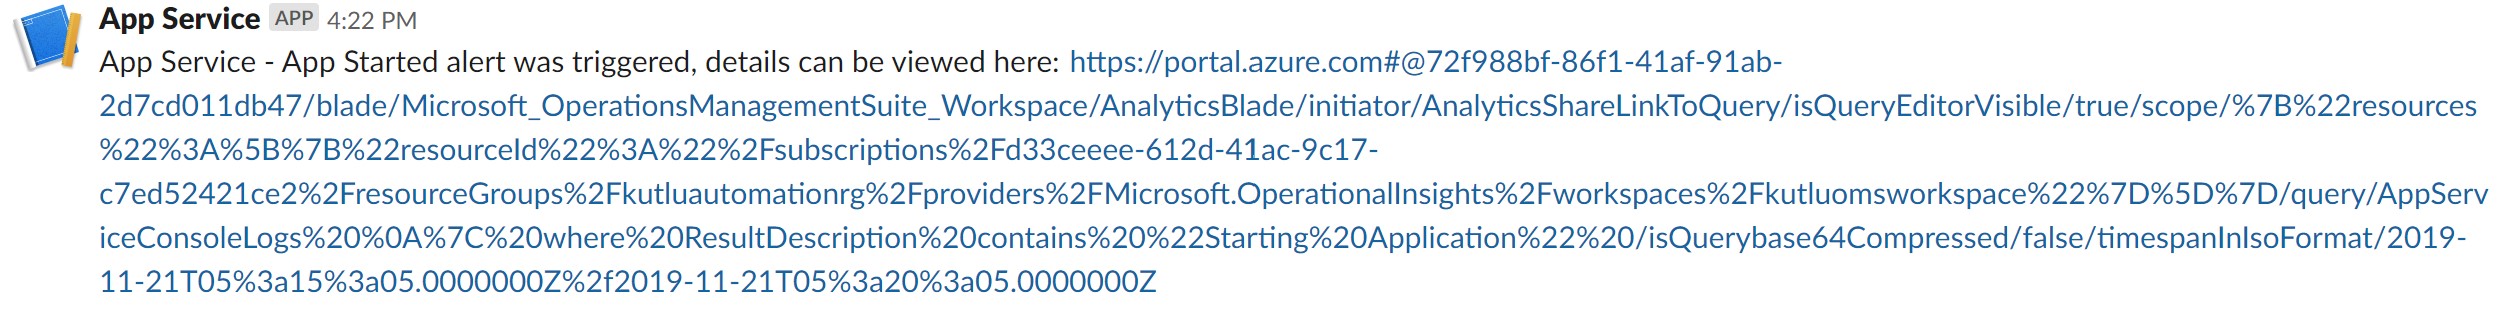 App Service APP 4:22 PM
App Service - App Started alert was triggered, details can be viewed here: https://portal.azure.com#@72f988bf-86f1-41af-91ab-
2d7cd011db47/blade/Microsoft_OperationsManagementSuite_Workspace/AnalyticsBlade/initiator/AnalyticsShareLinkToQuery/isQueryEditorVisible/true/scope/%7B%22resources
%22%3A%5B%7B%22resourceId%22%3A%22%2Fsubscriptions%2Fd33ceeee-612d-41ac-9c17-
c7ed52421ce2%2FresourceGroups%2Fkutluautomationrg%2Fproviders%2FMicrosoft.OperationalInsights%2Fworkspaces%2Fkutluomsworkspace%22%7D%5D%7D/query/AppServ
iceConsoleLogs%20%0A%7C%20where%20ResultDescription%20contains%20%22Starting%20Application%22%20/isQuerybase64Compressed/false/timespanInIsoFormat/2019-
11-21T05%3a15%3a05.0000000Z%2f2019-11-21T05%3a20%3a05.0000000Z